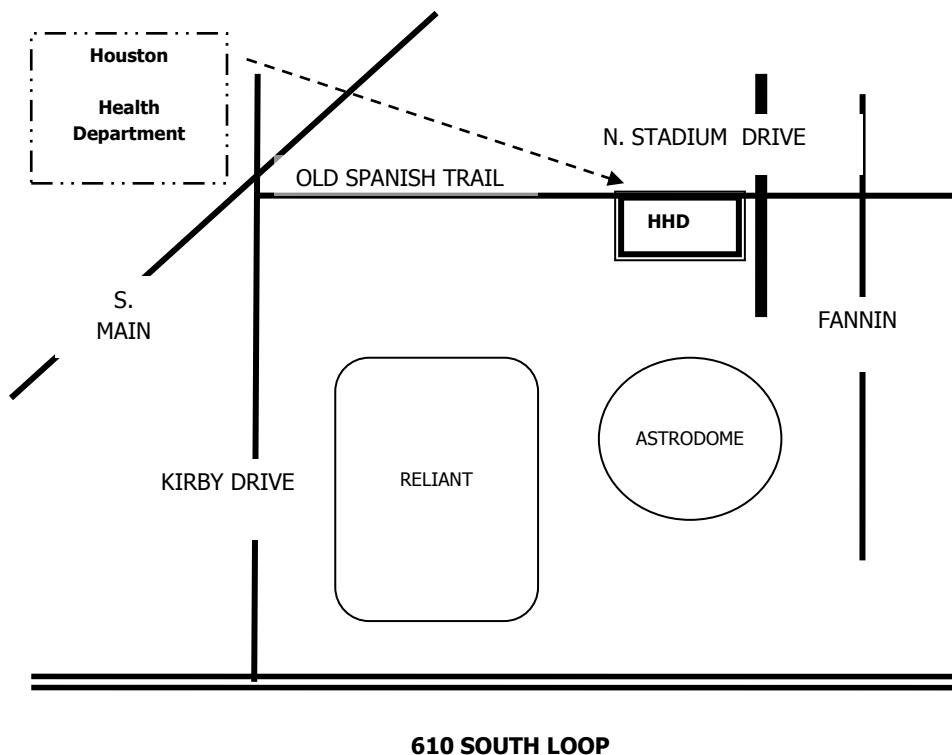 Houston
Health
Department
N. STADIUM DRIVE
OLD SPANISH TRAIL
HHD
S.
MAIN
FANNIN
ASTRODOME
KIRBY DRIVE
RELIANT
610 SOUTH LOOP